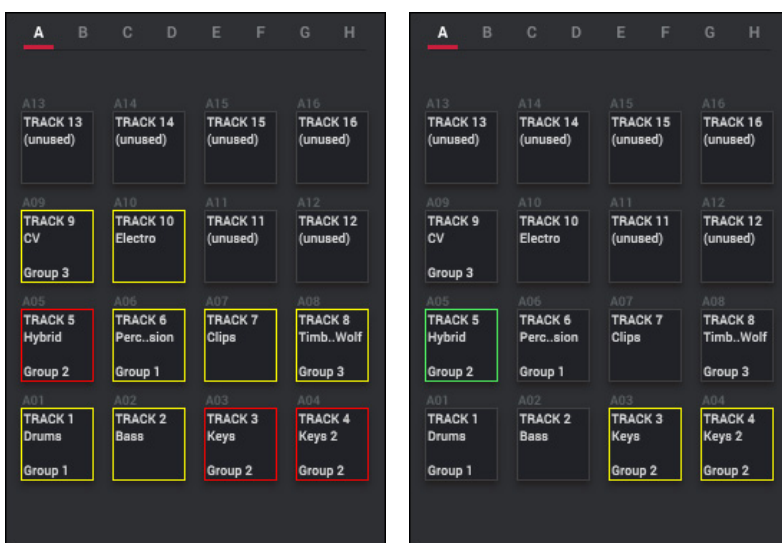 A B C D E F G H
A13 A14 A15 A16
TRACK 13 TRACK 14 TRACK 15 TRACK 16
(unused) (unused) (unused) (unused)
A09 A10 A11 A12
TRACK 9 TRACK 10 TRACK 11 TRACK 12
CV Electro (unused) (unused)
Group 3
A05 A06 A07 A08
TRACK 5 TRACK 6 TRACK 7 TRACK 8
Hybrid Perc..sion Clips Timb..Wolf
Group 2 Group 1 Group 3
A01 A02 A03 A04
TRACK 1 TRACK 2 TRACK 3 TRACK 4
Drums Bass Keys Keys 2
Group 1 Group 2 Group 2
A B C D E F G H
A13 A14 A15 A16
TRACK 13 TRACK 14 TRACK 15 TRACK 16
(unused) (unused) (unused) (unused)
A09 A10 A11 A12
TRACK 9 TRACK 10 TRACK 11 TRACK 12
CV Electro (unused) (unused)
Group 3
A05 A06 A07 A08
TRACK 5 TRACK 6 TRACK 7 TRACK 8
Hybrid Perc..sion Clips Timb..Wolf
Group 2 Group 1 Group 3
A01 A02 A03 A04
TRACK 1 TRACK 2 TRACK 3 TRACK 4
Drums Bass Keys Keys 2
Group 1 Group 2 Group 2